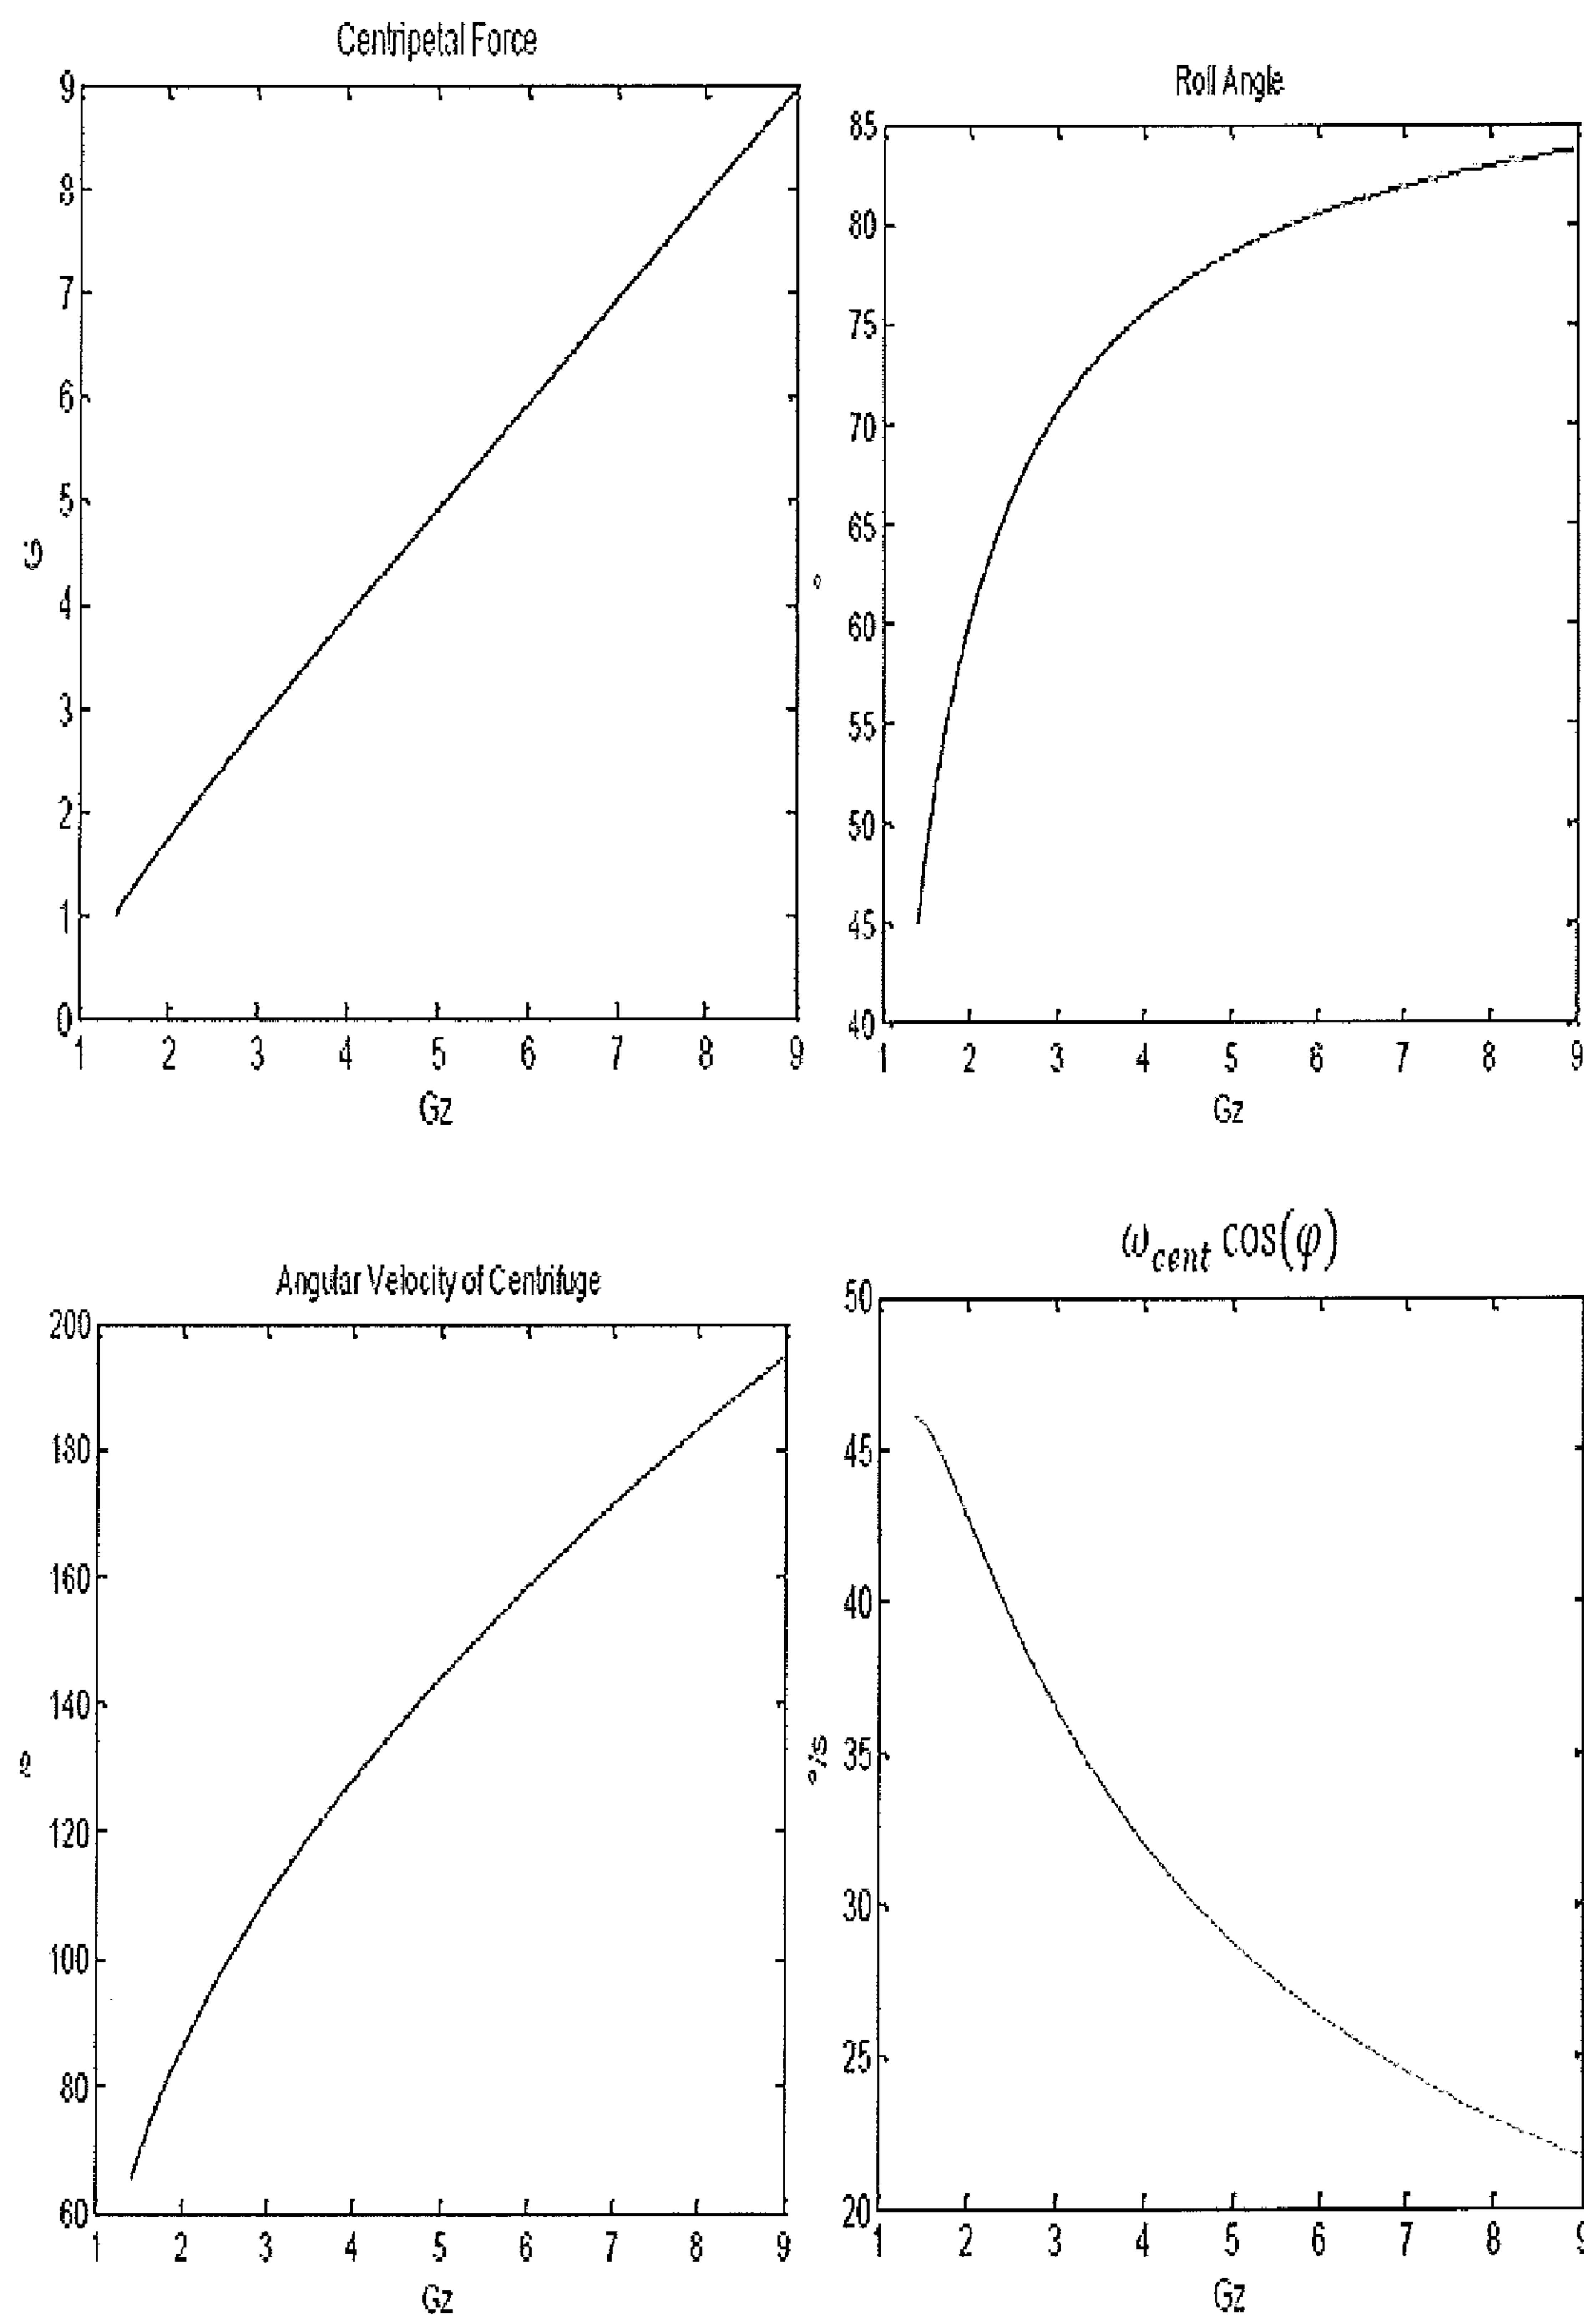 Centripetal Force
9
8
7
6
5
4
3
2
1
0
1 2 3 4 5 6 7 8 9
Gz
Roll Angle
85
80
75
70
65
60
55
50
45
40
1 2 3 4 5 6 7 8 9
Gz
Angular Velocity of Centrifuge
200
180
160
140
120
100
80
60
1 2 3 4 5 6 7 8 9
Gz
ω_cent cos(φ)
50
45
40
35
30
25
20
°/s
1 2 3 4 5 6 7 8 9
Gz